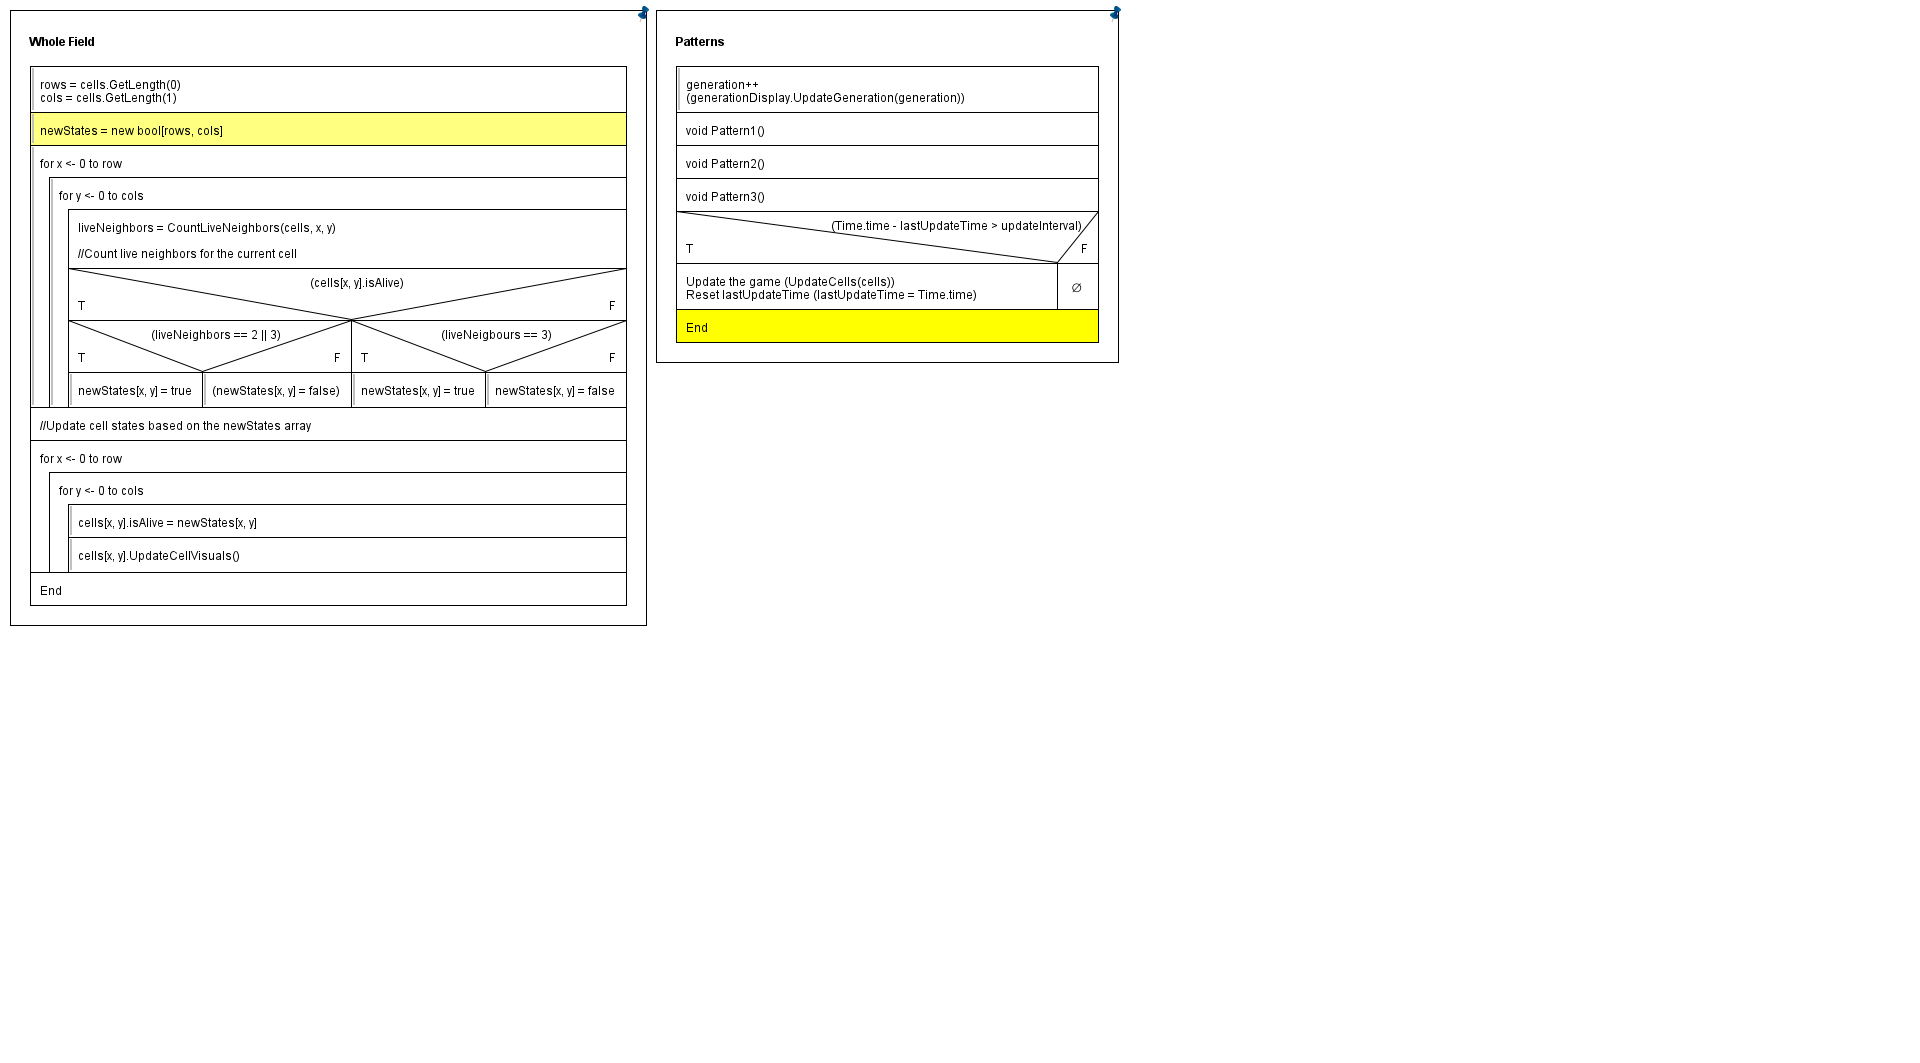 Whole Field
rows = cells.GetLength(0)
cols = cells.GetLength(1)
newStates = new bool[rows, cols]
for x <- 0 to row
for y <- 0 to cols
liveNeighbors = CountLiveNeighbors(cells, x, y)
//Count live neighbors for the current cell
(cells[x, y].isAlive)
T
F
(liveNeighbors == 2 || 3)
(liveNeigbours == 3)
T
F
T
F
newStates[x, y] = true
(newStates[x, y] = false)
newStates[x, y] = true
newStates[x, y] = false
//Update cell states based on the newStates array
for x <- 0 to row
for y <- 0 to cols
cells[x, y].isAlive = newStates[x, y]
cells[x, y].UpdateCellVisuals()
End
Patterns
generation++
(generationDisplay.UpdateGeneration(generation))
void Pattern1()
void Pattern2()
void Pattern3()
(Time.time - lastUpdateTime > updateInterval)
T
F
Update the game (UpdateCells(cells))
Reset lastUpdateTime (lastUpdateTime = Time.time)
∅
End